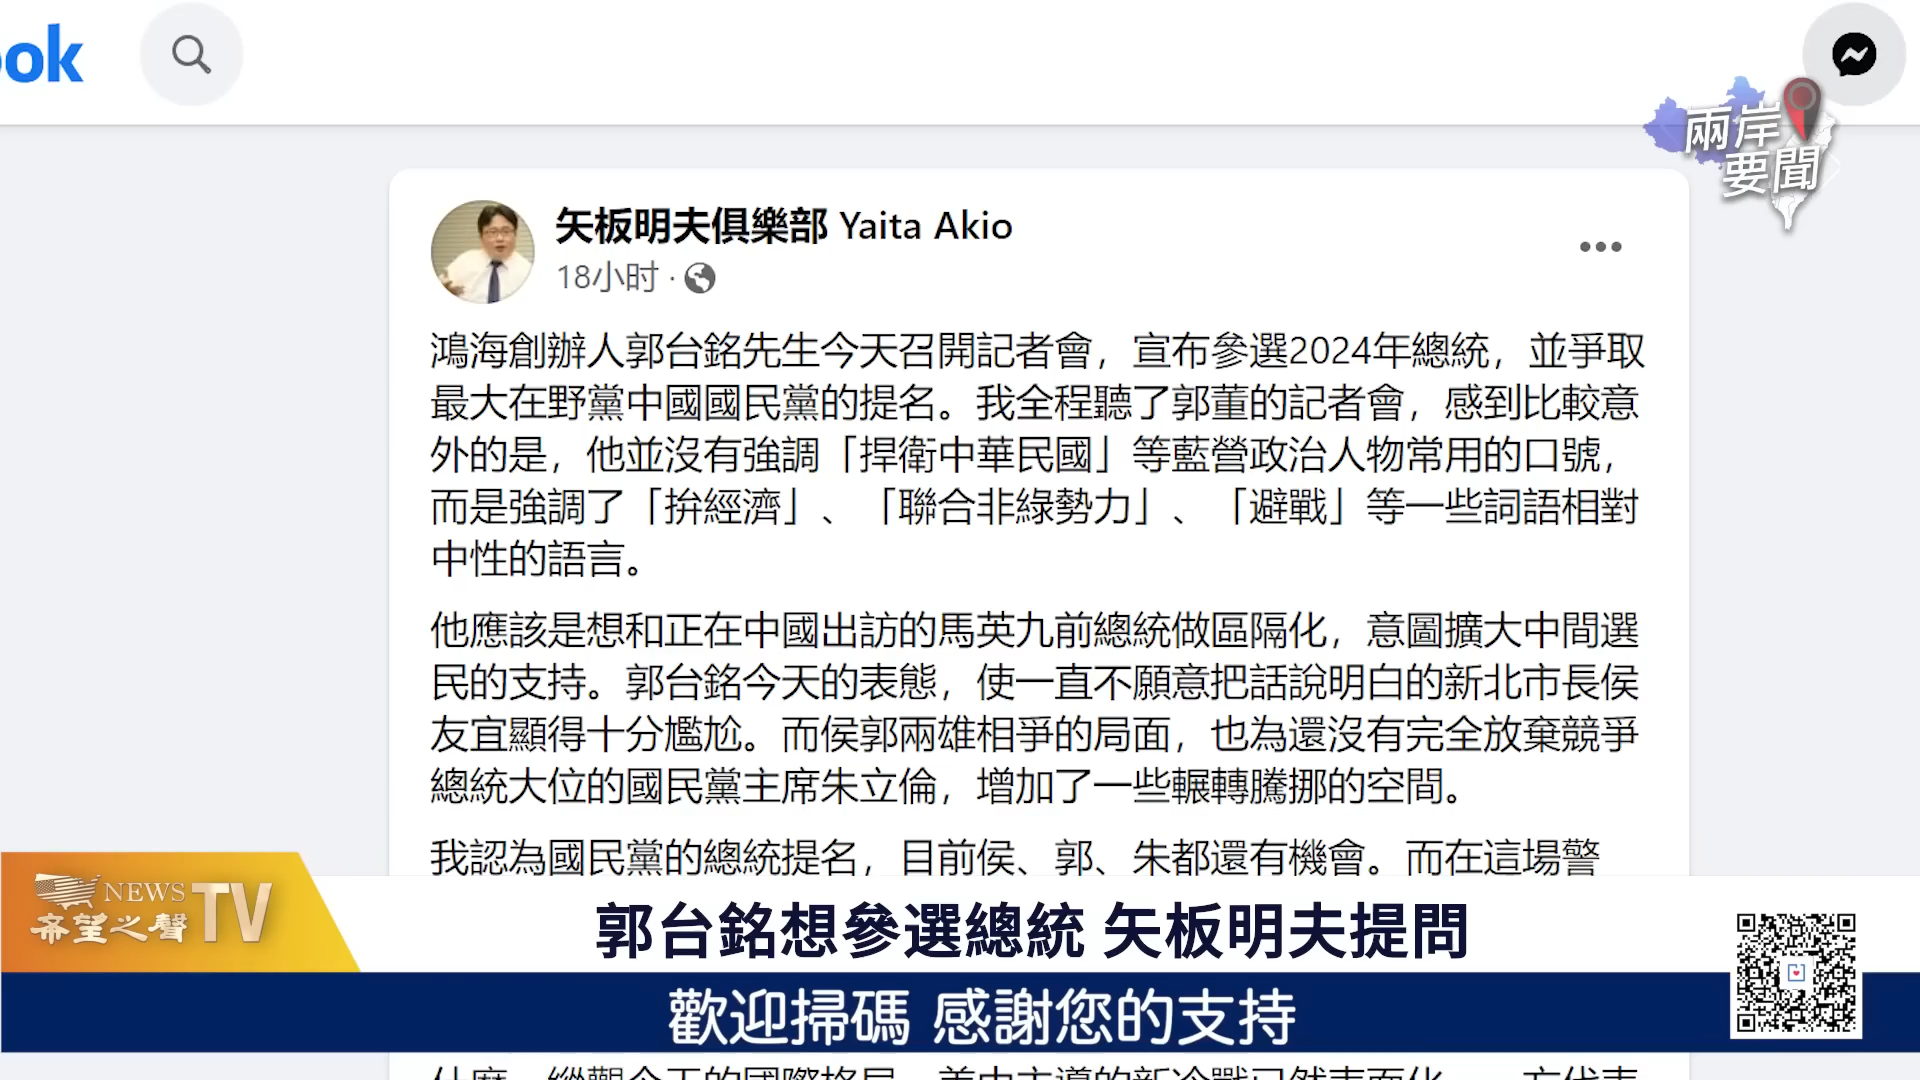 ok
兩岸
要聞
矢板明夫俱樂部 Yaita Akio
18小时 ·
鴻海創辦人郭台銘先生今天召開記者會，宣布參選2024年總統，並爭取
最大在野黨中國國民黨的提名。我全程聽了郭董的記者會，感到比較意
外的是，他並沒有強調「捍衛中華民國」等藍營政治人物常用的口號，
而是強調了「拚經濟」、「聯合非綠勢力」、「避戰」等一些詞語相對
中性的語言。
他應該是想和正在中國出訪的馬英九前總統做區隔化，意圖擴大中間選
民的支持。郭台銘今天的表態，使一直不願意把話說明白的新北市長侯
友宜顯得十分尷尬。而侯郭兩雄相爭的局面，也為還沒有完全放棄競爭
總統大位的國民黨主席朱立倫，增加了一些輾轉騰挪的空間。
我認為國民黨的總統提名，目前侯、郭、朱都還有機會。而在這場警
NEWS
希望之聲 TV
郭台銘想參選總統 矢板明夫提問
歡迎掃碼 感謝您的支持